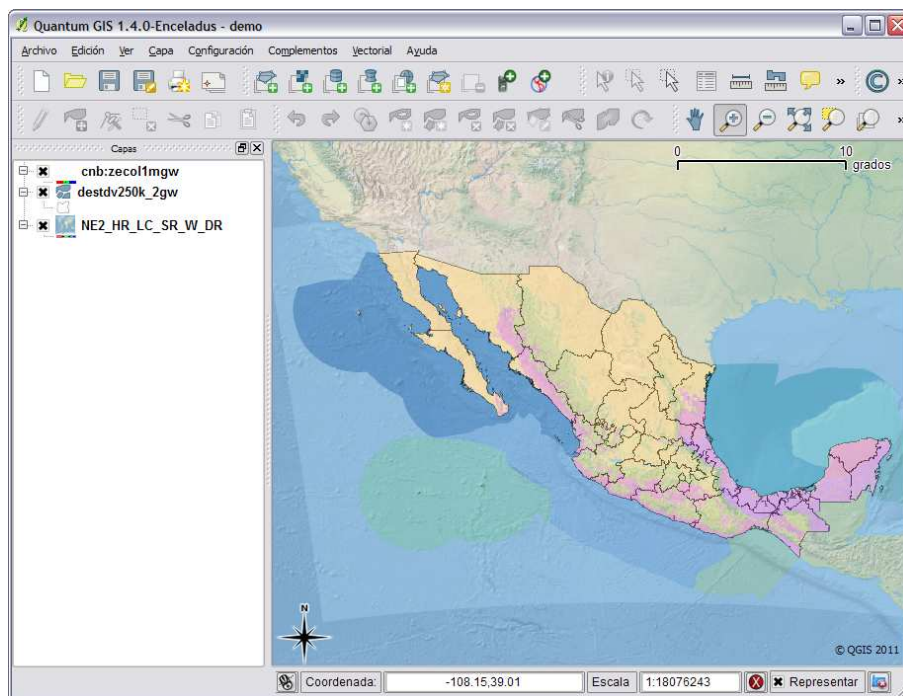 Quantum GIS 1.4.0-Enceladus - demo
Archivo Edición Ver Capa Configuración Complementos Vectorial Ayuda
»
»
»
Capas
cnb:zecol1mgw
destdv250k_2gw
NE2_HR_LC_SR_W_DR
0 10
grados
N
© QGIS 2011
Coordenada: -108.15,39.01 Escala 1:18076243 Representar